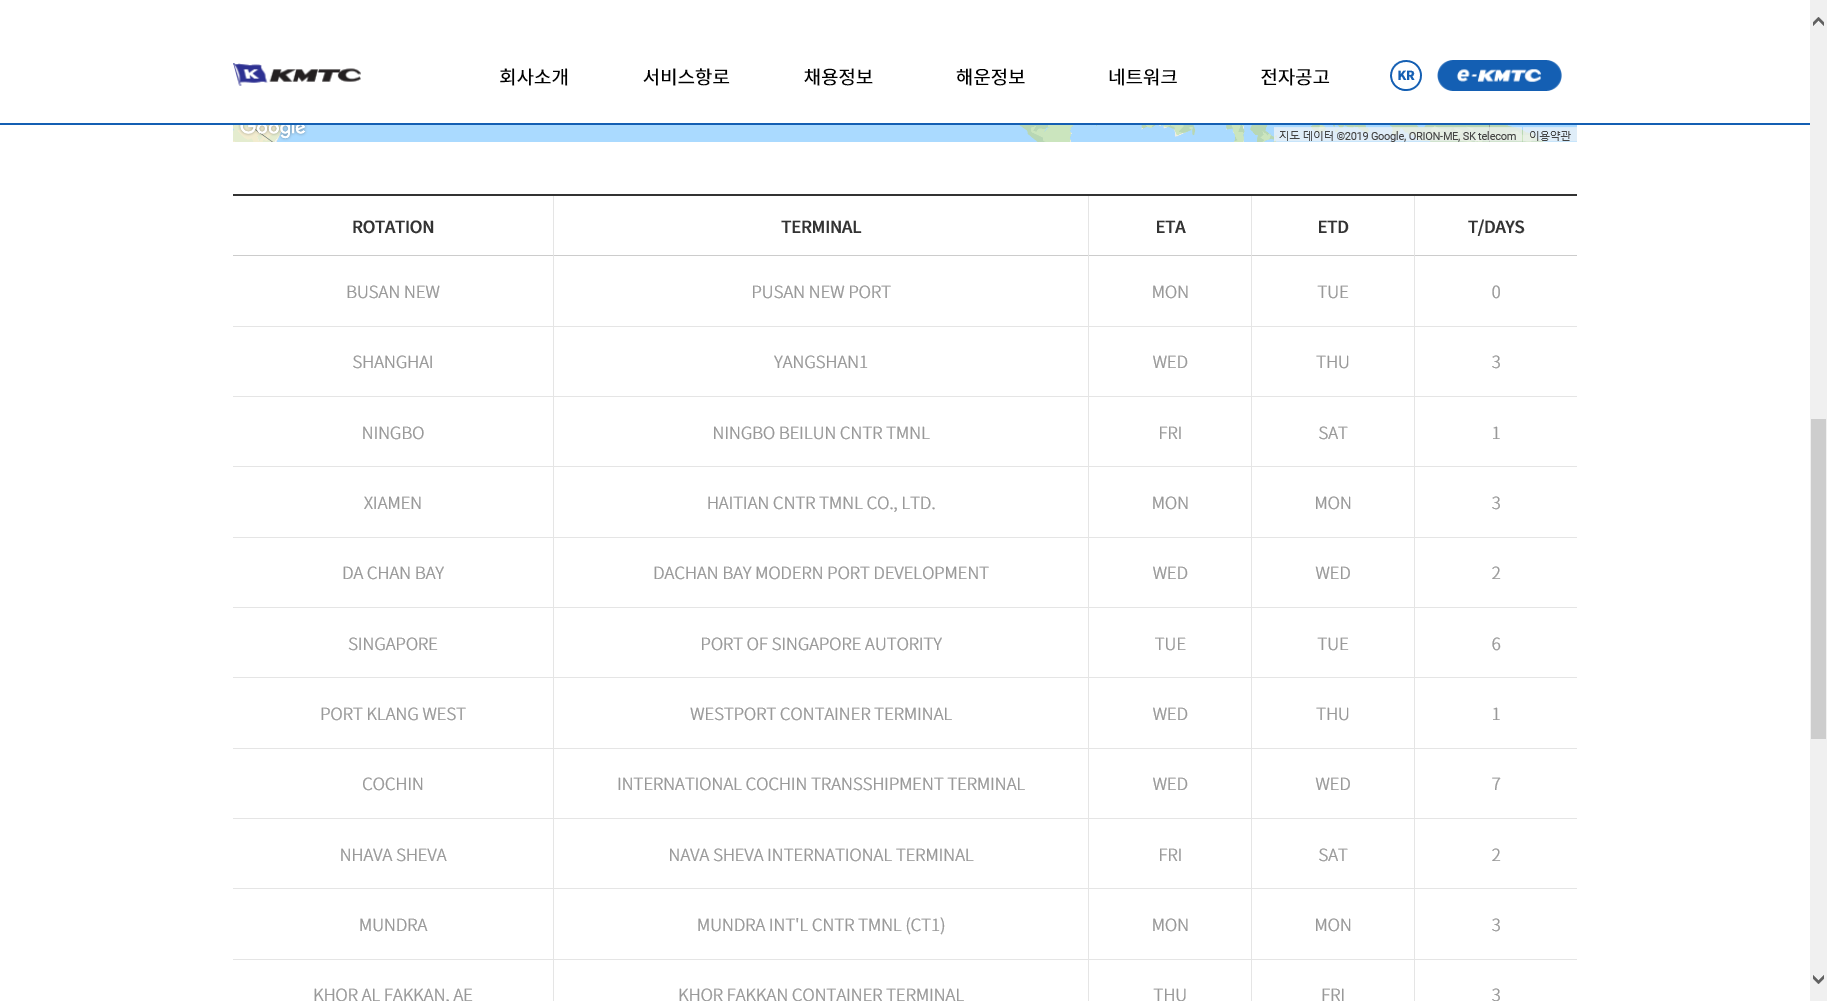 KMTC 회사소개 서비스항로 채용정보 해운정보 네트워크 전자공고 KR e-KMTC
Google 지도 데이터 ©2019 Google, ORION-ME, SK telecom 이용약관
ROTATION TERMINAL ETA ETD T/DAYS
BUSAN NEW PUSAN NEW PORT MON TUE 0
SHANGHAI YANGSHAN1 WED THU 3
NINGBO NINGBO BEILUN CNTR TMNL FRI SAT 1
XIAMEN HAITIAN CNTR TMNL CO., LTD. MON MON 3
DA CHAN BAY DACHAN BAY MODERN PORT DEVELOPMENT WED WED 2
SINGAPORE PORT OF SINGAPORE AUTORITY TUE TUE 6
PORT KLANG WEST WESTPORT CONTAINER TERMINAL WED THU 1
COCHIN INTERNATIONAL COCHIN TRANSSHIPMENT TERMINAL WED WED 7
NHAVA SHEVA NAVA SHEVA INTERNATIONAL TERMINAL FRI SAT 2
MUNDRA MUNDRA INT'L CNTR TMNL (CT1) MON MON 3
KHOR AL FAKKAN, AE KHOR FAKKAN CONTAINER TERMINAL THU FRI 3